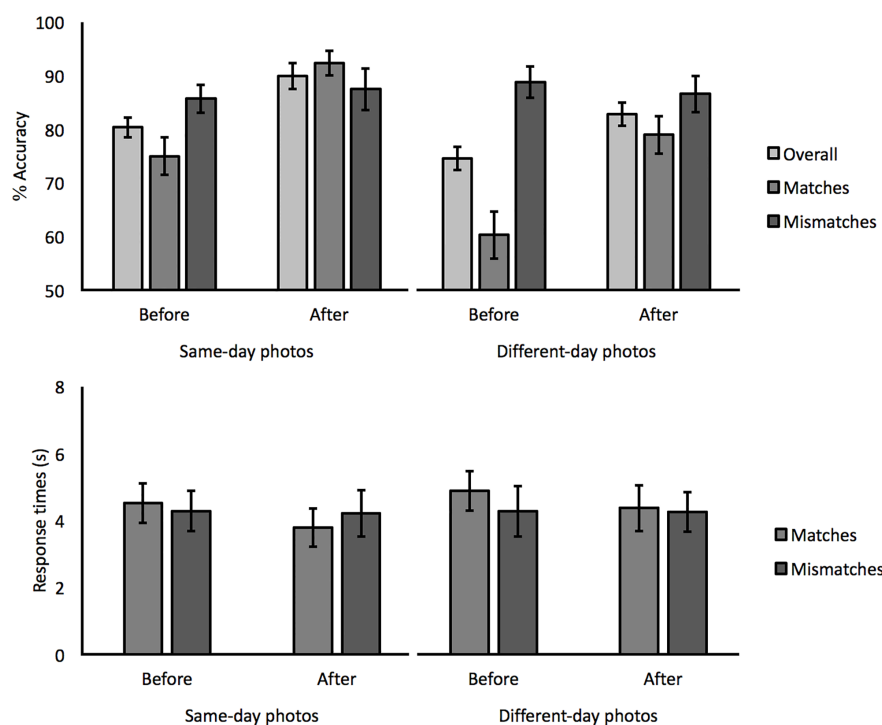 100
90
80
70
60
50
% Accuracy
Before
After
Before
After
Same-day photos
Different-day photos
Overall
Matches
Mismatches
8
6
4
2
0
Response times (s)
Before
After
Before
After
Same-day photos
Different-day photos
Matches
Mismatches